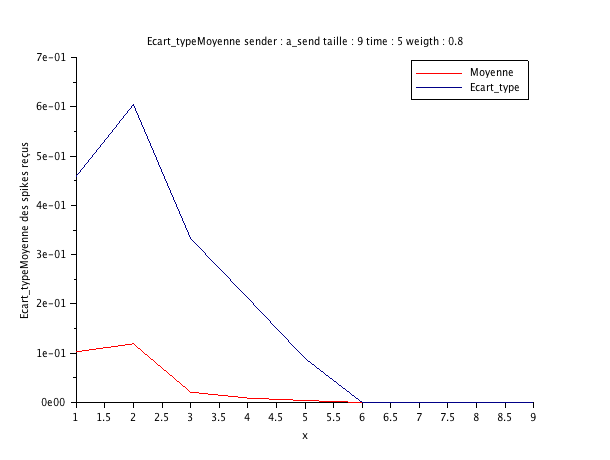 Ecart_typeMoyenne sender : a_send taille : 9 time : 5 weigth : 0.8
Moyenne
Ecart_type
Ecart_typeMoyenne des spikes reçus
7e-01
6e-01
5e-01
4e-01
3e-01
2e-01
1e-01
0e00
1 1.5 2 2.5 3 3.5 4 4.5 5 5.5 6 6.5 7 7.5 8 8.5 9
x